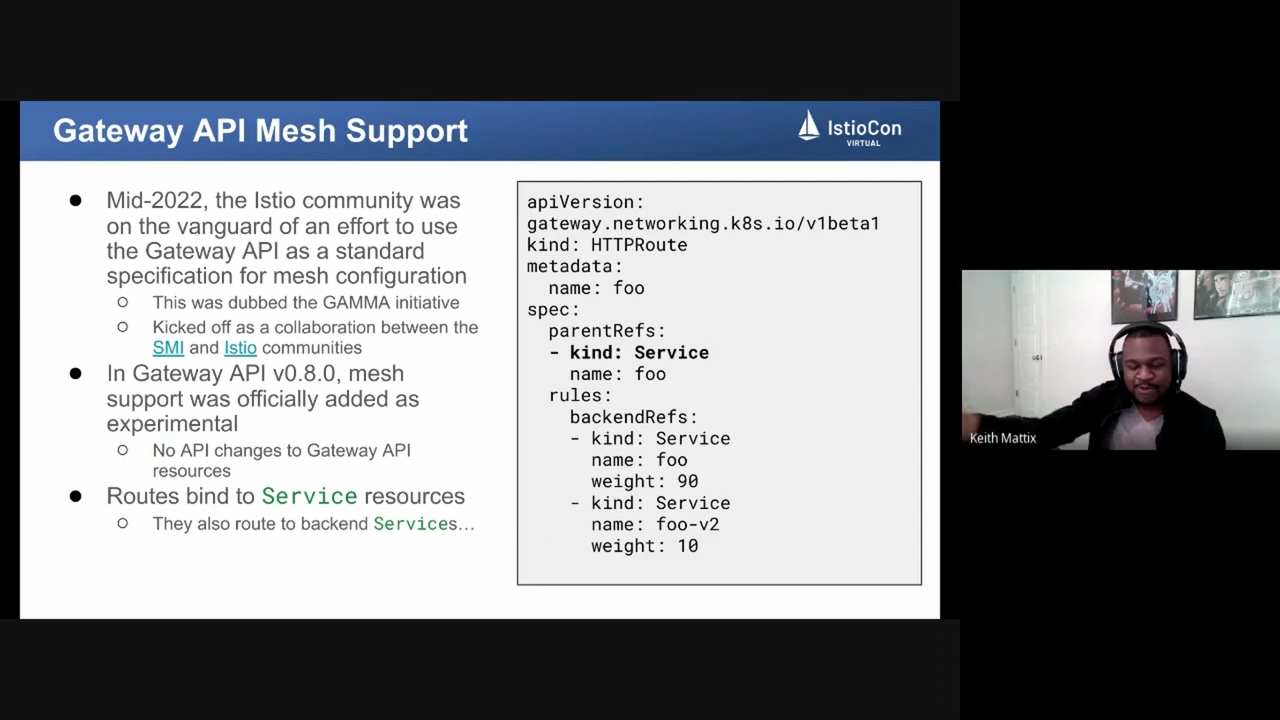 Gateway API Mesh Support
IstioCon
VIRTUAL
● Mid-2022, the Istio community was
on the vanguard of an effort to use
the Gateway API as a standard
specification for mesh configuration
○ This was dubbed the GAMMA initiative
○ Kicked off as a collaboration between the
SMI and Istio communities
● In Gateway API v0.8.0, mesh
support was officially added as
experimental
○ No API changes to Gateway API
resources
● Routes bind to Service resources
○ They also route to backend Services…
apiVersion:
gateway.networking.k8s.io/v1beta1
kind: HTTPRoute
metadata:
  name: foo
spec:
  parentRefs:
  - kind: Service
    name: foo
  rules:
    backendRefs:
    - kind: Service
      name: foo
      weight: 90
    - kind: Service
      name: foo-v2
      weight: 10
Keith Mattix